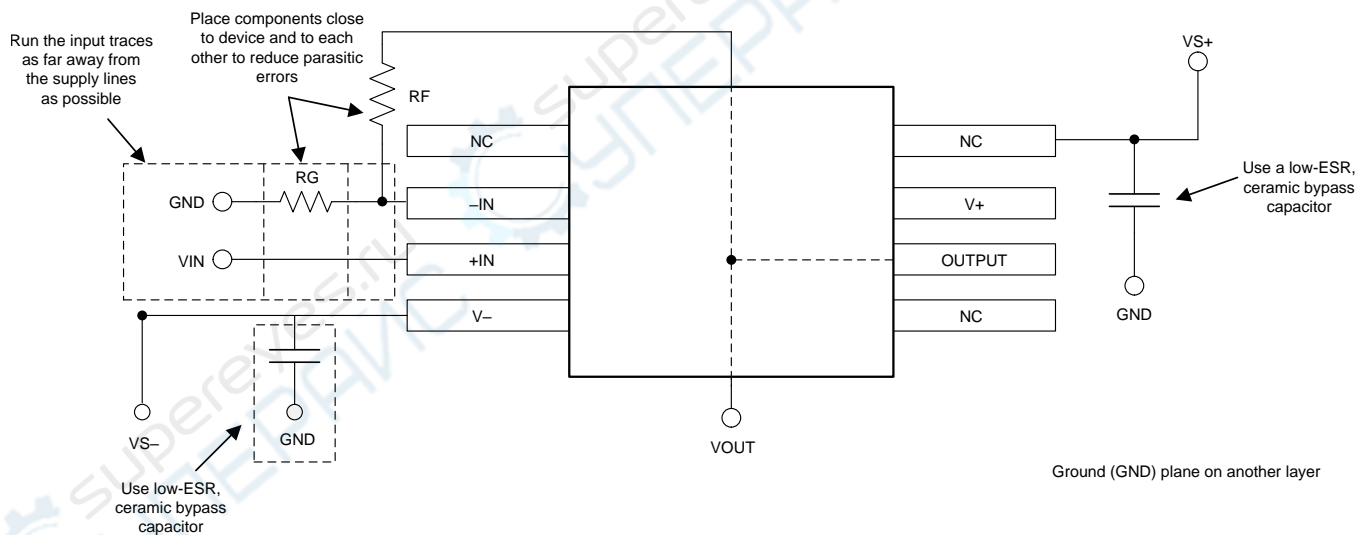 Place components close
to device and to each
other to reduce parasitic
errors
Run the input traces
as far away from
the supply lines
as possible
VS+
RF
NC
NC
Use a low-ESR,
ceramic bypass
capacitor
RG
GND
–IN
V+
VIN
+IN
OUTPUT
V–
NC
GND
VS–
GND
VOUT
Use low-ESR,
ceramic bypass
capacitor
Ground (GND) plane on another layer
supereyes.ru
СУПЕРАЙС